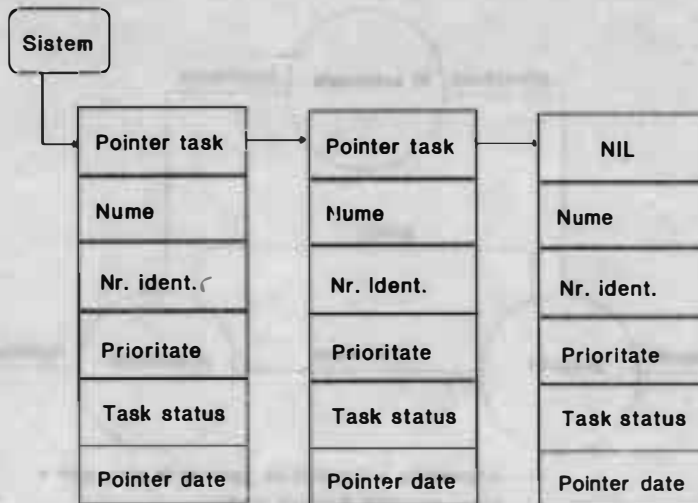 Sistem
Pointer task
Nume
Nr. ident.
Prioritate
Task status
Pointer date
Pointer task
Nume
Nr. Ident.
Prioritate
Task status
Pointer date
NIL
Nume
Nr. ident.
Prioritate
Task status
Pointer date